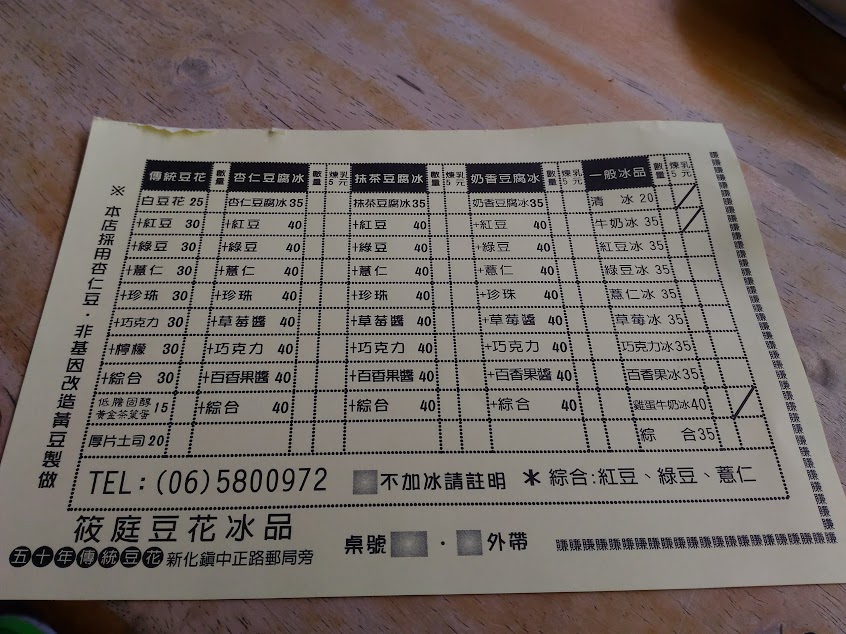 傳統豆花 數量 杏仁豆腐冰 數量 煉乳5元 抹茶豆腐冰 數量 煉乳5元 奶香豆腐冰 數量 煉乳5元 一般冰品 數量 煉乳5元
白豆花 25 杏仁豆腐冰35 抹茶豆腐冰35 奶香豆腐冰35 清 冰 20
+紅豆 30 +紅豆 40 +紅豆 40 +紅豆 40 牛奶冰 35
+綠豆 30 +綠豆 40 +綠豆 40 +綠豆 40 紅豆冰 35
+薏仁 30 +薏仁 40 +薏仁 40 +薏仁 40 綠豆冰 35
+珍珠 30 +珍珠 40 +珍珠 40 +珍珠 40 薏仁冰 35
+巧克力 30 +草莓醬 40 +草莓醬 40 +草莓醬 40 草莓冰 35
+檸檬 30 +巧克力 40 +巧克力 40 +巧克力 40 巧克力冰35
+綜合 30 +百香果醬 40 +百香果醬 40 +百香果醬 40 百香果冰35
低膽固醇黃金茶葉蛋 15 +綜合 40 +綜合 40 +綜合 40 雞蛋牛奶冰40
厚片土司 20 綜 合35
※ 本店採用杏仁豆‧非基因改造黃豆製做
TEL：(06)5800972 不加冰請註明 * 綜合:紅豆、綠豆、薏仁
筱庭豆花冰品
五十年傳統豆花 新化鎮中正路郵局旁
桌號 ‧ 外帶